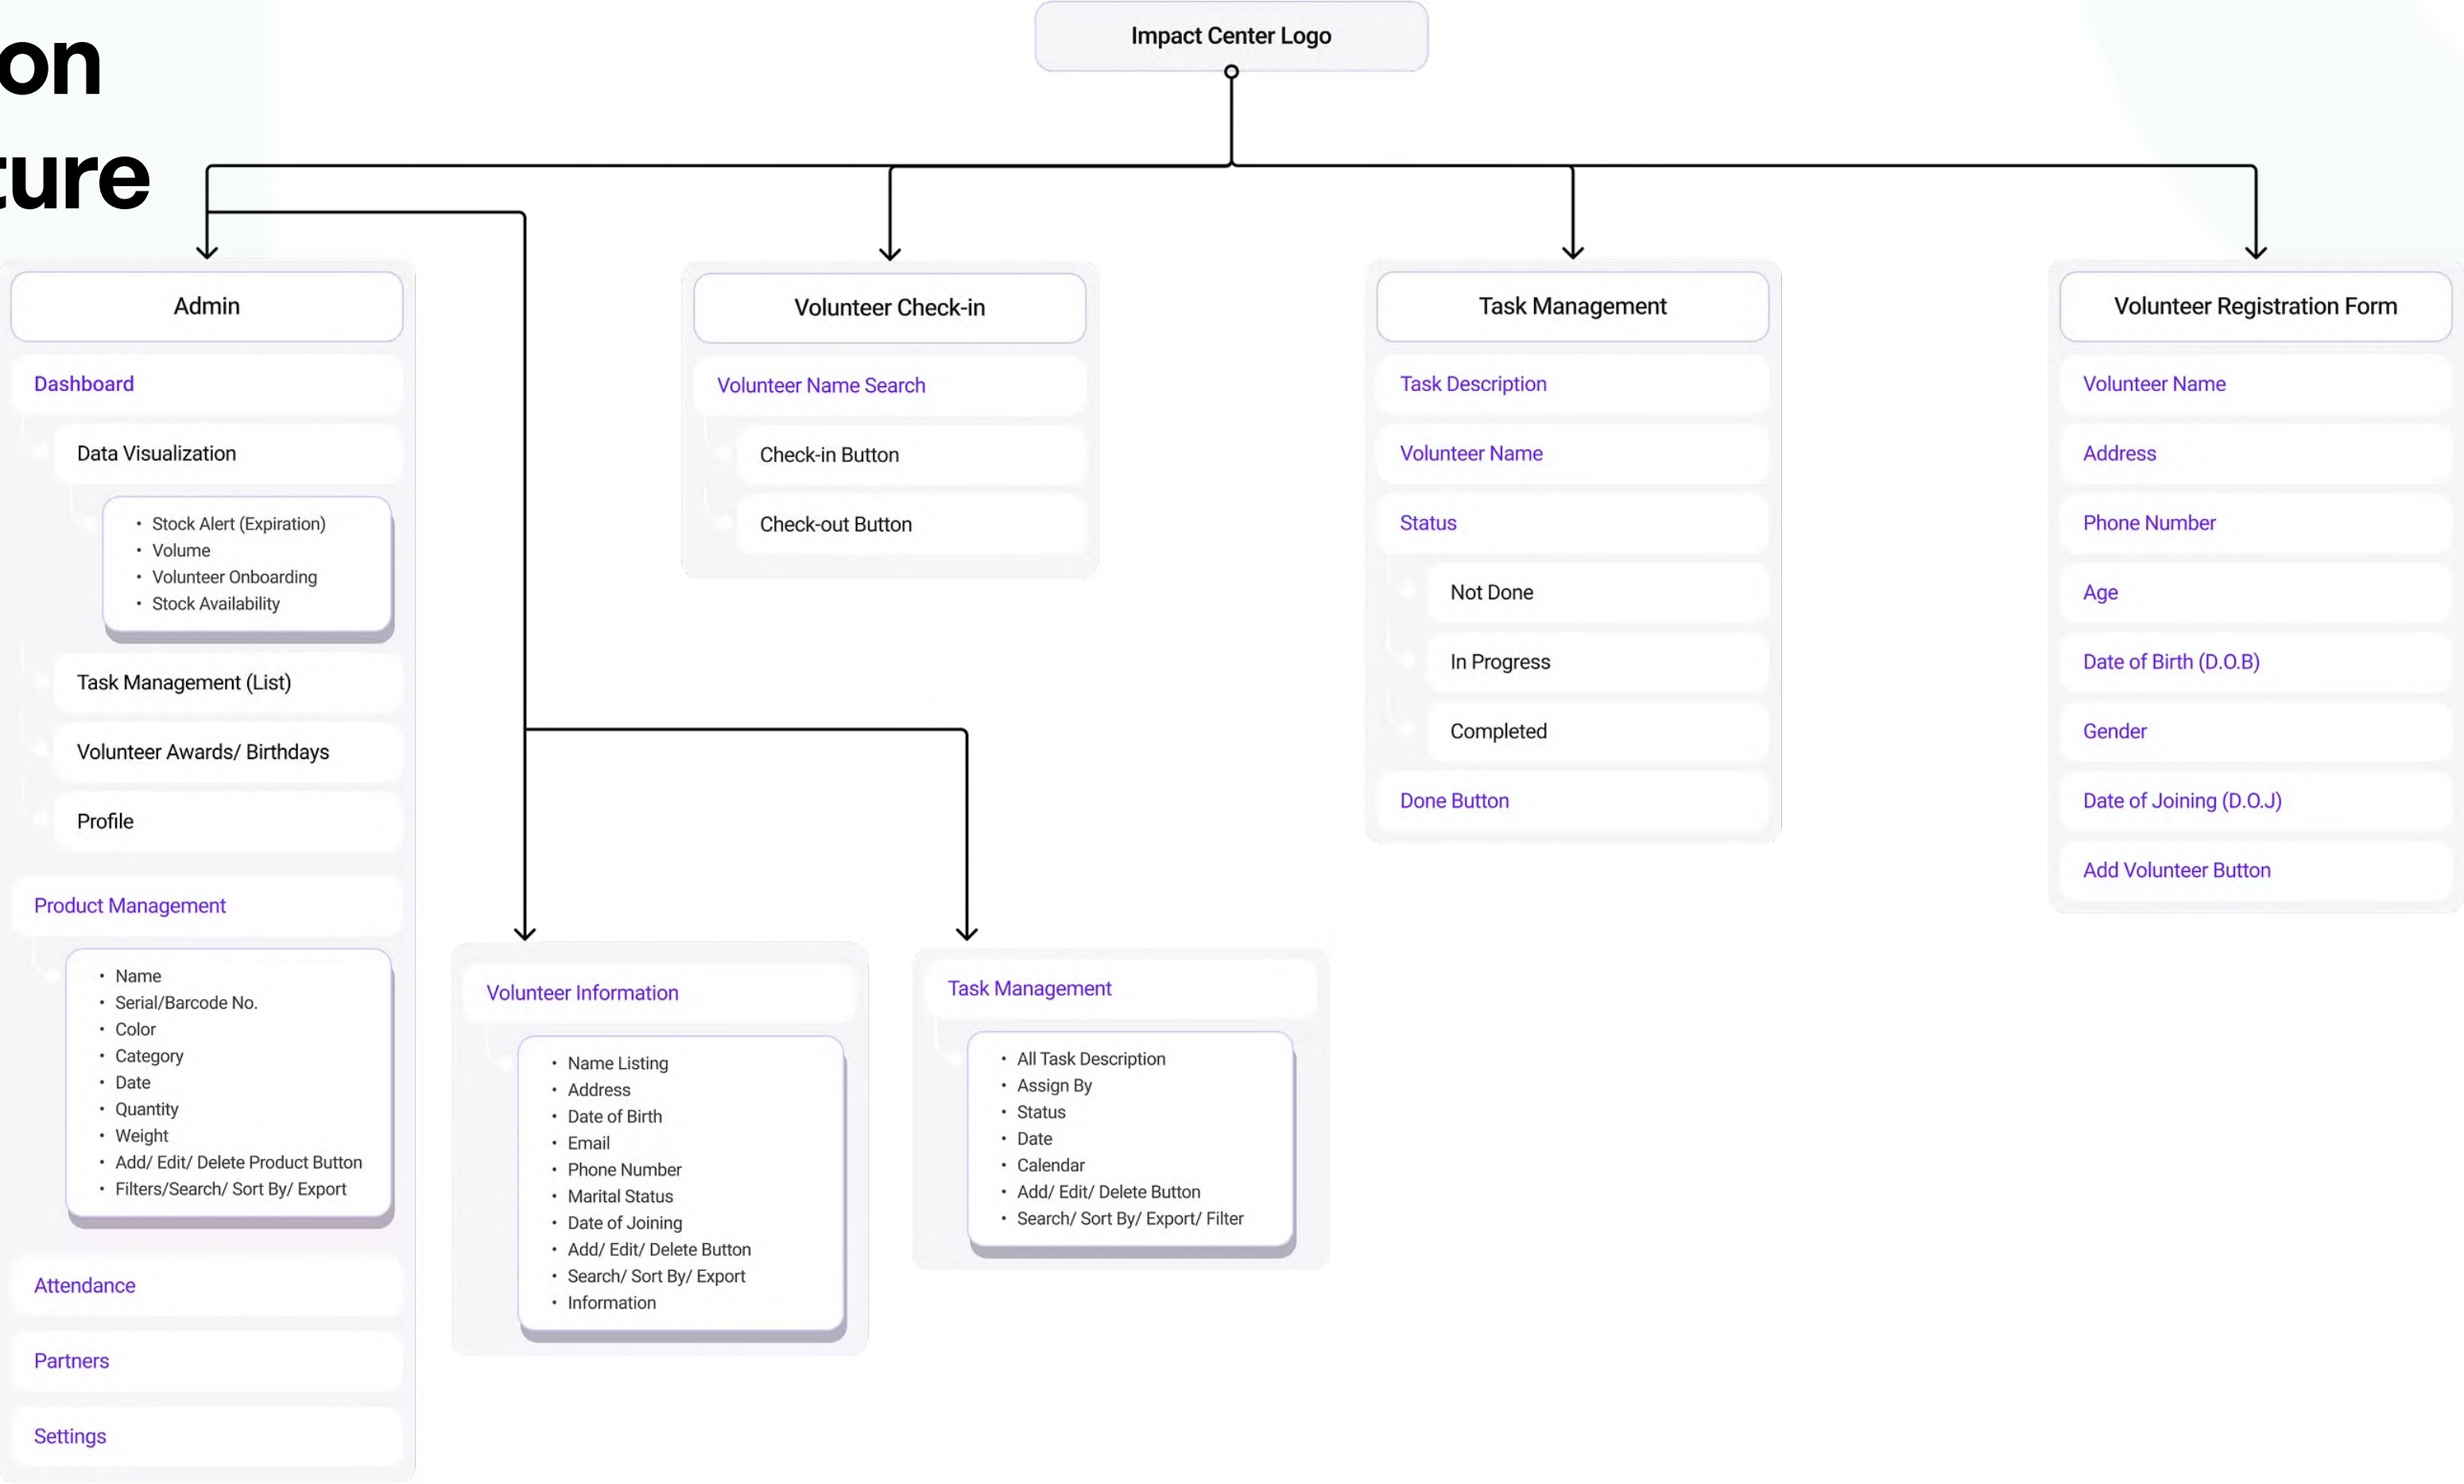 on
ture
Impact Center Logo
Admin
Dashboard
Data Visualization
• Stock Alert (Expiration)
• Volume
• Volunteer Onboarding
• Stock Availability
Task Management (List)
Volunteer Awards/ Birthdays
Profile
Product Management
• Name
• Serial/Barcode No.
• Color
• Category
• Date
• Quantity
• Weight
• Add/ Edit/ Delete Product Button
• Filters/Search/ Sort By/ Export
Attendance
Partners
Settings
Volunteer Information
• Name Listing
• Address
• Date of Birth
• Email
• Phone Number
• Marital Status
• Date of Joining
• Add/ Edit/ Delete Button
• Search/ Sort By/ Export
• Information
Task Management
• All Task Description
• Assign By
• Status
• Date
• Calendar
• Add/ Edit/ Delete Button
• Search/ Sort By/ Export/ Filter
Volunteer Check-in
Volunteer Name Search
Check-in Button
Check-out Button
Task Management
Task Description
Volunteer Name
Status
Not Done
In Progress
Completed
Done Button
Volunteer Registration Form
Volunteer Name
Address
Phone Number
Age
Date of Birth (D.O.B)
Gender
Date of Joining (D.O.J)
Add Volunteer Button